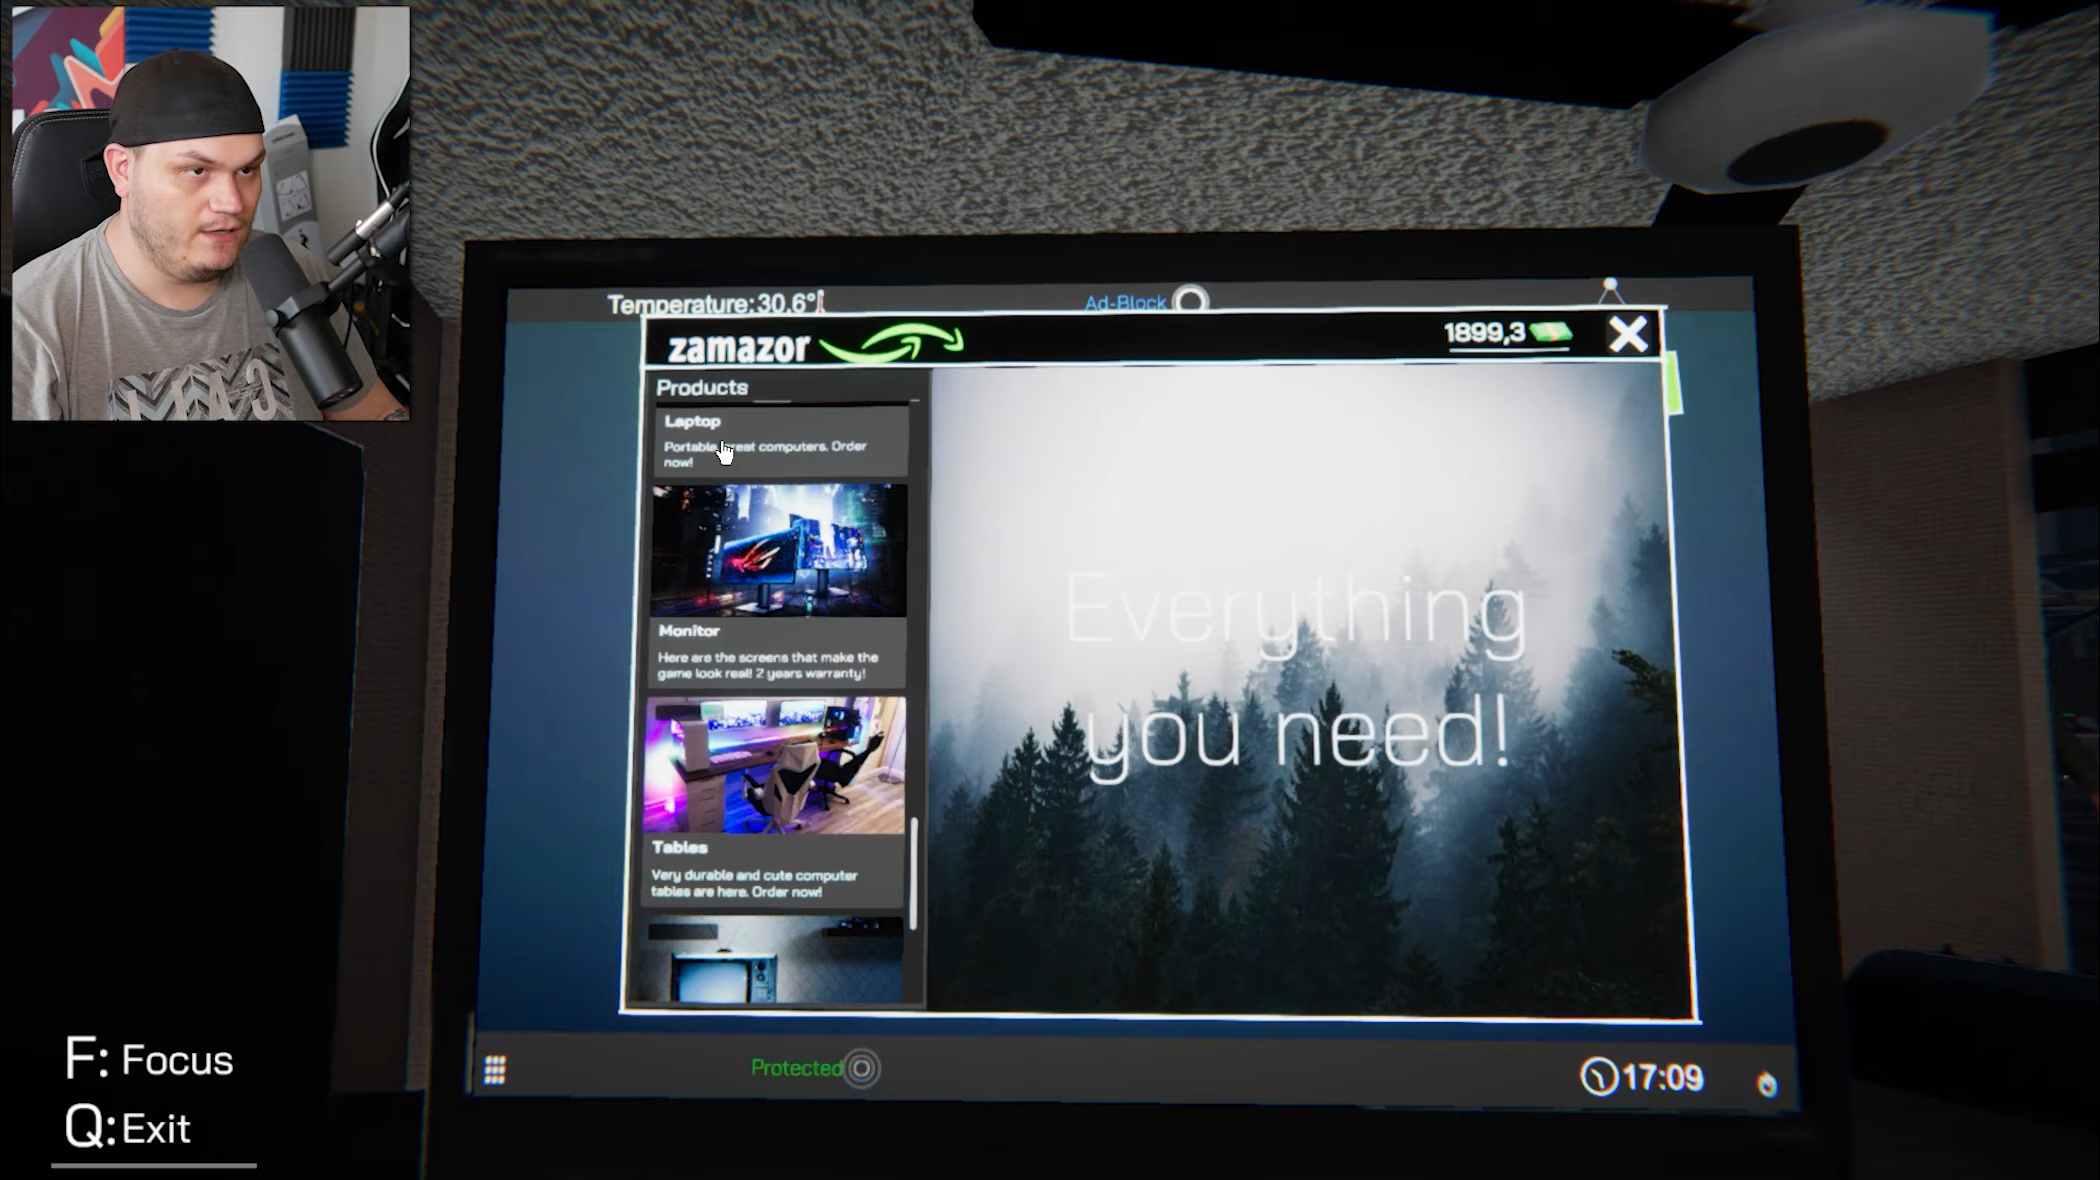 Temperature:30.6°
Ad-Block
zamazor
1899,3
Products
Laptop
Portable great computers. Order
now!
Monitor
Here are the screens that make the
game look real! 2 years warranty!
Tables
Very durable and cute computer
tables are here. Order now!
Everything
you need!
F: Focus
Q: Exit
Protected
17:09